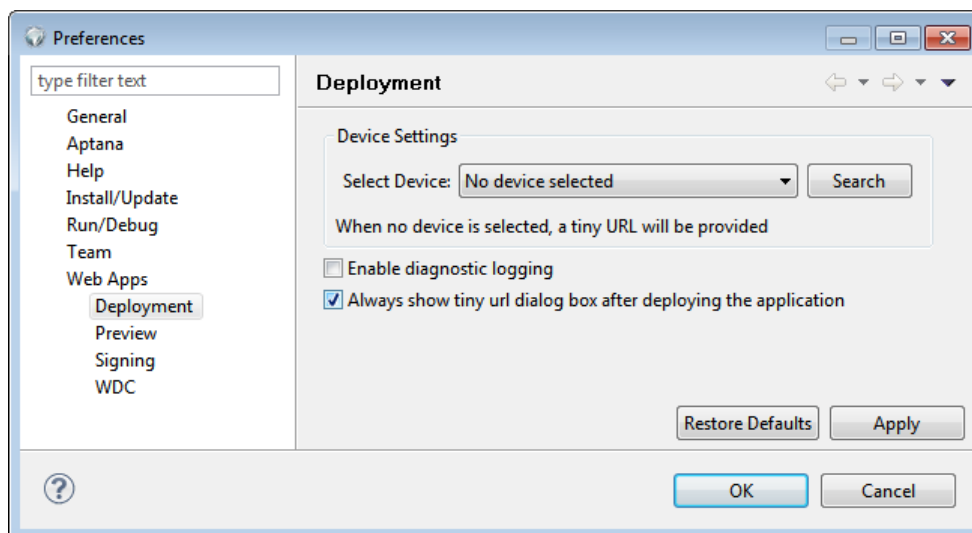 Preferences
type filter text
General
Aptana
Help
Install/Update
Run/Debug
Team
Web Apps
Deployment
Preview
Signing
WDC
Deployment
Device Settings
Select Device: No device selected Search
When no device is selected, a tiny URL will be provided
Enable diagnostic logging
Always show tiny url dialog box after deploying the application
Restore Defaults Apply
? OK Cancel